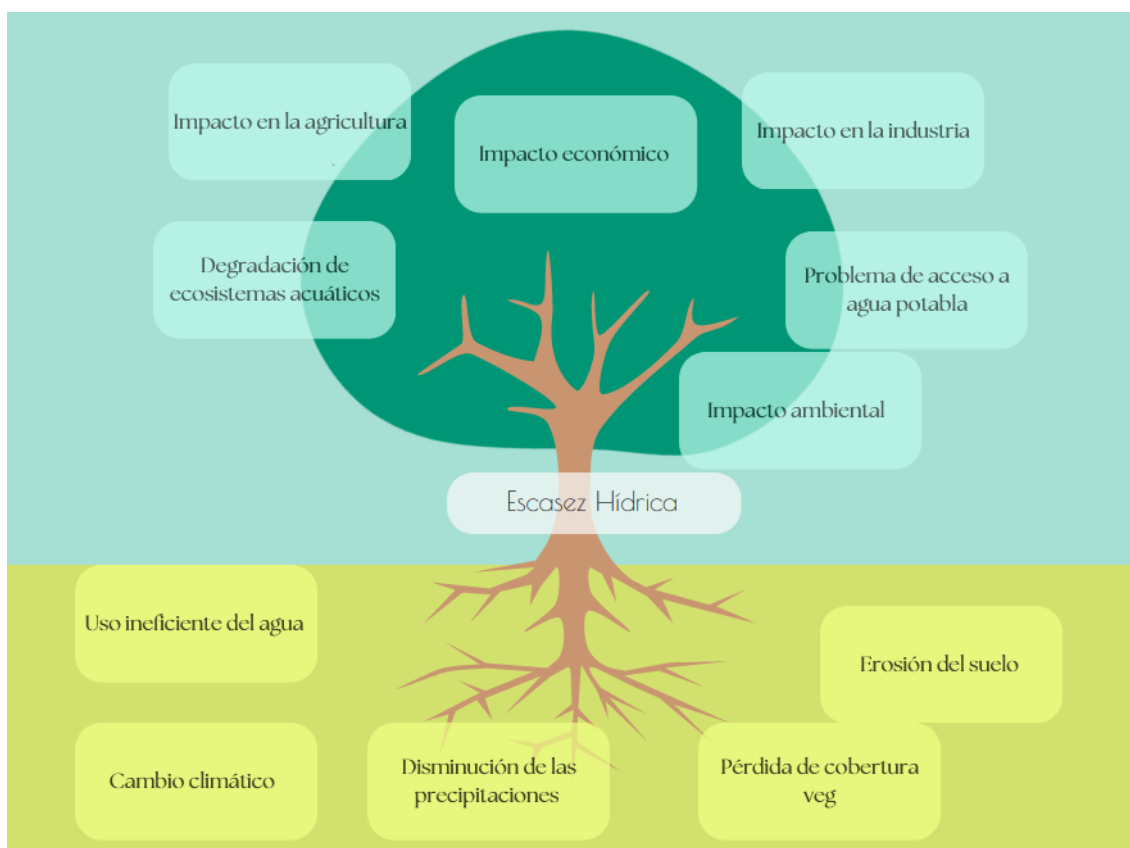 Impacto en la agricultura
Impacto económico
Impacto en la industria
Degradación de
ecosistemas acuáticos
Problema de acceso a
agua potabla
Impacto ambiental
Escasez Hídrica
Uso ineficiente del agua
Erosión del suelo
Cambio climático
Disminución de las
precipitaciones
Pérdida de cobertura
veg